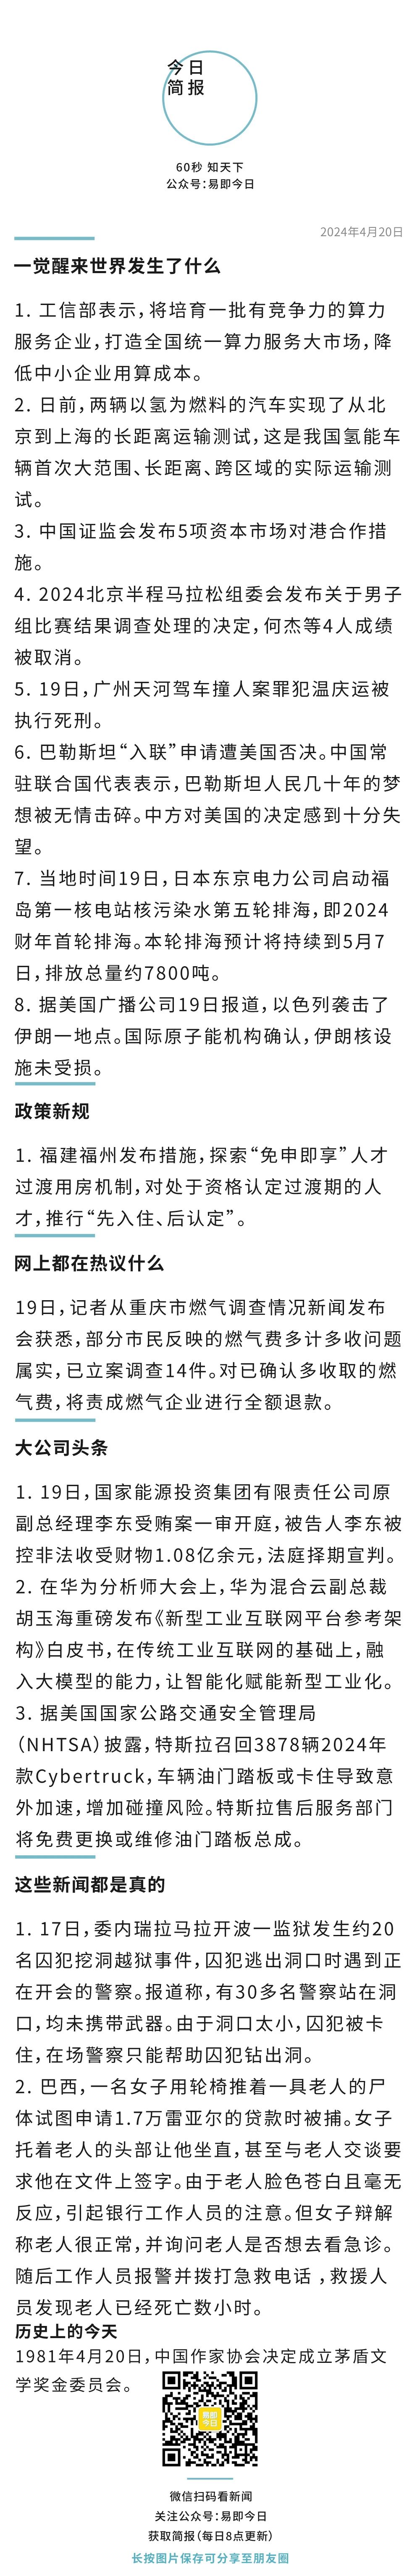 今日
简报
60秒 知天下
公众号：易即今日
2024年4月20日
一觉醒来世界发生了什么
1. 工信部表示，将培育一批有竞争力的算力
服务企业，打造全国统一算力服务大市场，降
低中小企业用算成本。
2. 日前，两辆以氢为燃料的汽车实现了从北
京到上海的长距离运输测试，这是我国氢能车
辆首次大范围、长距离、跨区域的实际运输测
试。
3. 中国证监会发布5项资本市场对港合作措
施。
4. 2024北京半程马拉松组委会发布关于男子
组比赛结果调查处理的决定，何杰等4人成绩
被取消。
5. 19日，广州天河驾车撞人案罪犯温庆运被
执行死刑。
6. 巴勒斯坦“入联”申请遭美国否决。中国常
驻联合国代表表示，巴勒斯坦人民几十年的梦
想被无情击碎。中方对美国的决定感到十分失
望。
7. 当地时间19日，日本东京电力公司启动福
岛第一核电站核污染水第五轮排海，即2024
财年首轮排海。本轮排海预计将持续到5月7
日，排放总量约7800吨。
8. 据美国广播公司19日报道，以色列袭击了
伊朗一地点。国际原子能机构确认，伊朗核设
施未受损。
政策新规
1. 福建福州发布措施，探索“免申即享”人才
过渡用房机制，对处于资格认定过渡期的人
才，推行“先入住、后认定”。
网上都在热议什么
19日，记者从重庆市燃气调查情况新闻发布
会获悉，部分市民反映的燃气费多计多收问题
属实，已立案调查14件。对已确认多收取的燃
气费，将责成燃气企业进行全额退款。
大公司头条
1. 19日，国家能源投资集团有限责任公司原
副总经理李东受贿案一审开庭，被告人李东被
控非法收受财物1.08亿余元，法庭择期宣判。
2. 在华为分析师大会上，华为混合云副总裁
胡玉海重磅发布《新型工业互联网平台参考架
构》白皮书，在传统工业互联网的基础上，融
入大模型的能力，让智能化赋能新型工业化。
3. 据美国国家公路交通安全管理局
（NHTSA）披露，特斯拉召回3878辆2024年
款Cybertruck，车辆油门踏板或卡住导致意
外加速，增加碰撞风险。特斯拉售后服务部门
将免费更换或维修油门踏板总成。
这些新闻都是真的
1. 17日，委内瑞拉马拉开波一监狱发生约20
名囚犯挖洞越狱事件，囚犯逃出洞口时遇到正
在开会的警察。报道称，有30多名警察站在洞
口，均未携带武器。由于洞口太小，囚犯被卡
住，在场警察只能帮助囚犯钻出洞。
2. 巴西，一名女子用轮椅推着一具老人的尸
体试图申请1.7万雷亚尔的贷款时被捕。女子
托着老人的头部让他坐直，甚至与老人交谈要
求他在文件上签字。由于老人脸色苍白且毫无
反应，引起银行工作人员的注意。但女子辩解
称老人很正常，并询问老人是否想去看急诊。
随后工作人员报警并拨打急救电话 ，救援人
员发现老人已经死亡数小时。
历史上的今天
1981年4月20日，中国作家协会决定成立茅盾文
学奖金委员会。
易即
今日
微信扫码看新闻
关注公众号：易即今日
获取简报（每日8点更新）
长按图片保存可分享至朋友圈